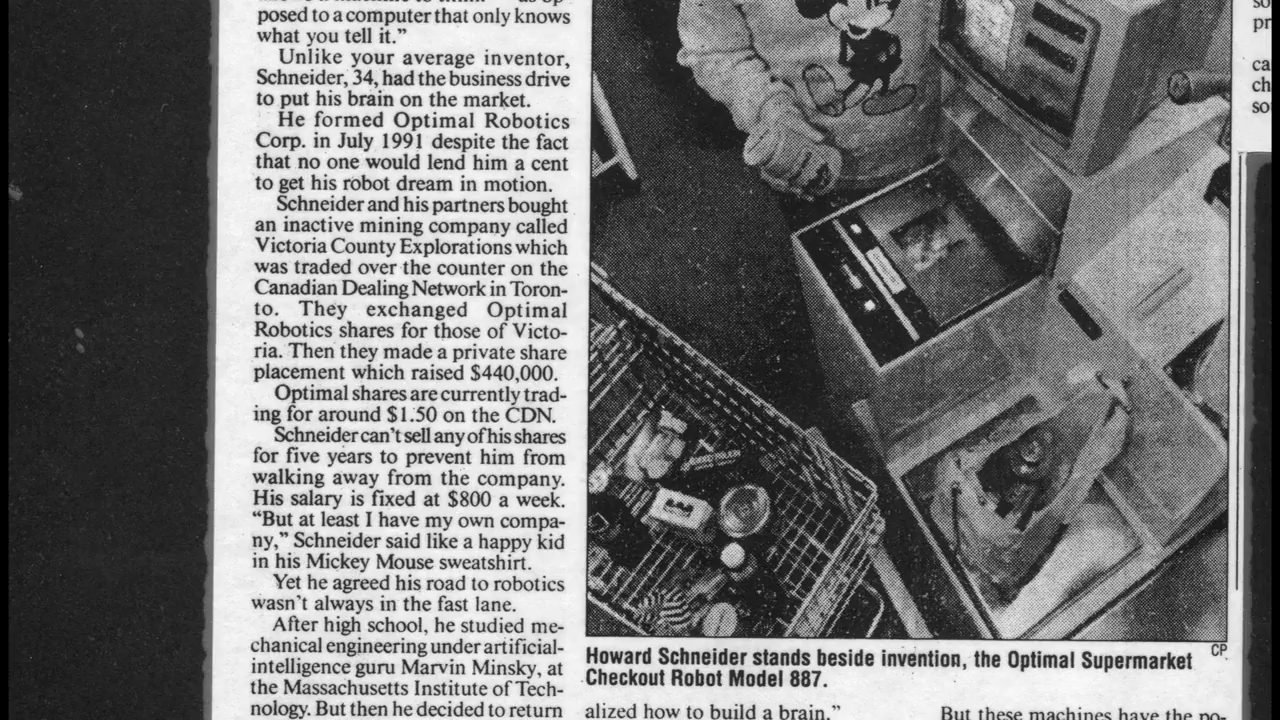 posed to a computer that only knows
what you tell it.”
Unlike your average inventor,
Schneider, 34, had the business drive
to put his brain on the market.
He formed Optimal Robotics
Corp. in July 1991 despite the fact
that no one would lend him a cent
to get his robot dream in motion.
Schneider and his partners bought
an inactive mining company called
Victoria County Explorations which
was traded over the counter on the
Canadian Dealing Network in Toron-
to. They exchanged Optimal
Robotics shares for those of Victo-
ria. Then they made a private share
placement which raised $440,000.
Optimal shares are currently trad-
ing for around $1.50 on the CDN.
Schneider can't sell any of his shares
for five years to prevent him from
walking away from the company.
His salary is fixed at $800 a week.
“But at least I have my own compa-
ny,” Schneider said like a happy kid
in his Mickey Mouse sweatshirt.
Yet he agreed his road to robotics
wasn't always in the fast lane.
After high school, he studied me-
chanical engineering under artificial-
intelligence guru Marvin Minsky, at
the Massachusetts Institute of Tech-
nology. But then he decided to return
CP
Howard Schneider stands beside invention, the Optimal Supermarket
Checkout Robot Model 887.
alized how to build a brain.”
But these machines have the po-
so
pr
ca
ch
so